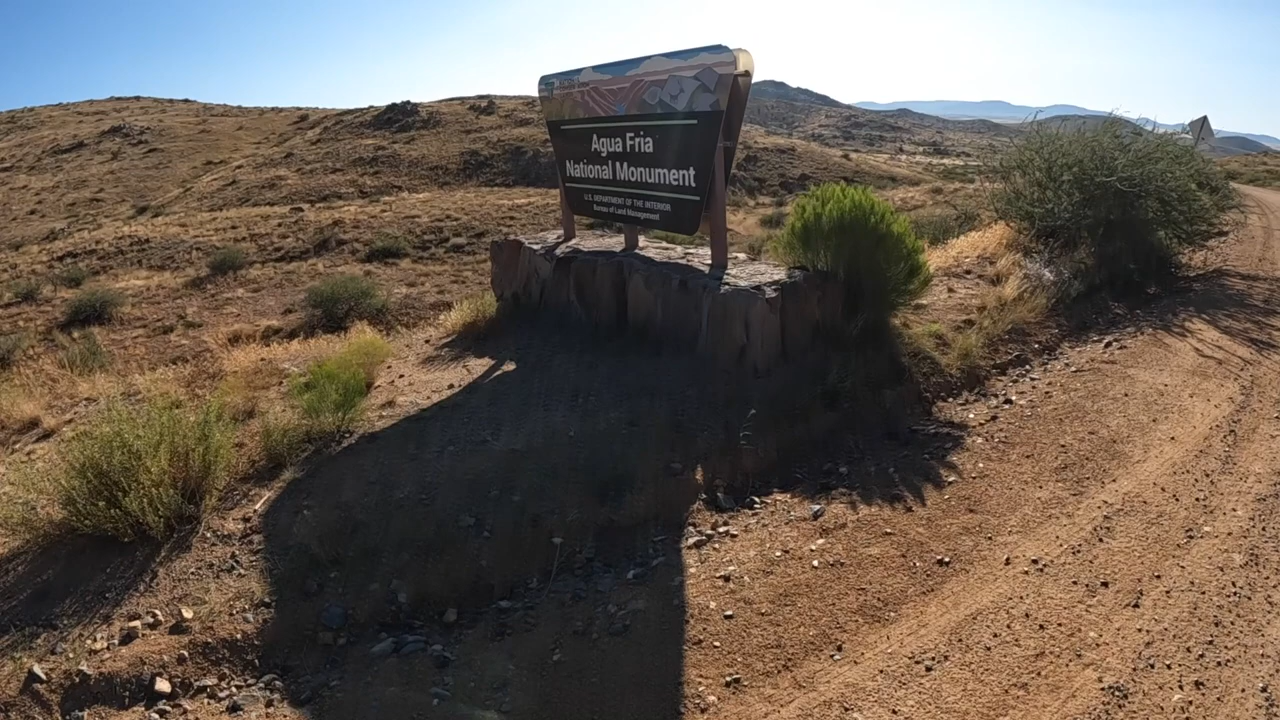 Agua Fria
National Monument
U.S. DEPARTMENT OF THE INTERIOR
Bureau of Land Management